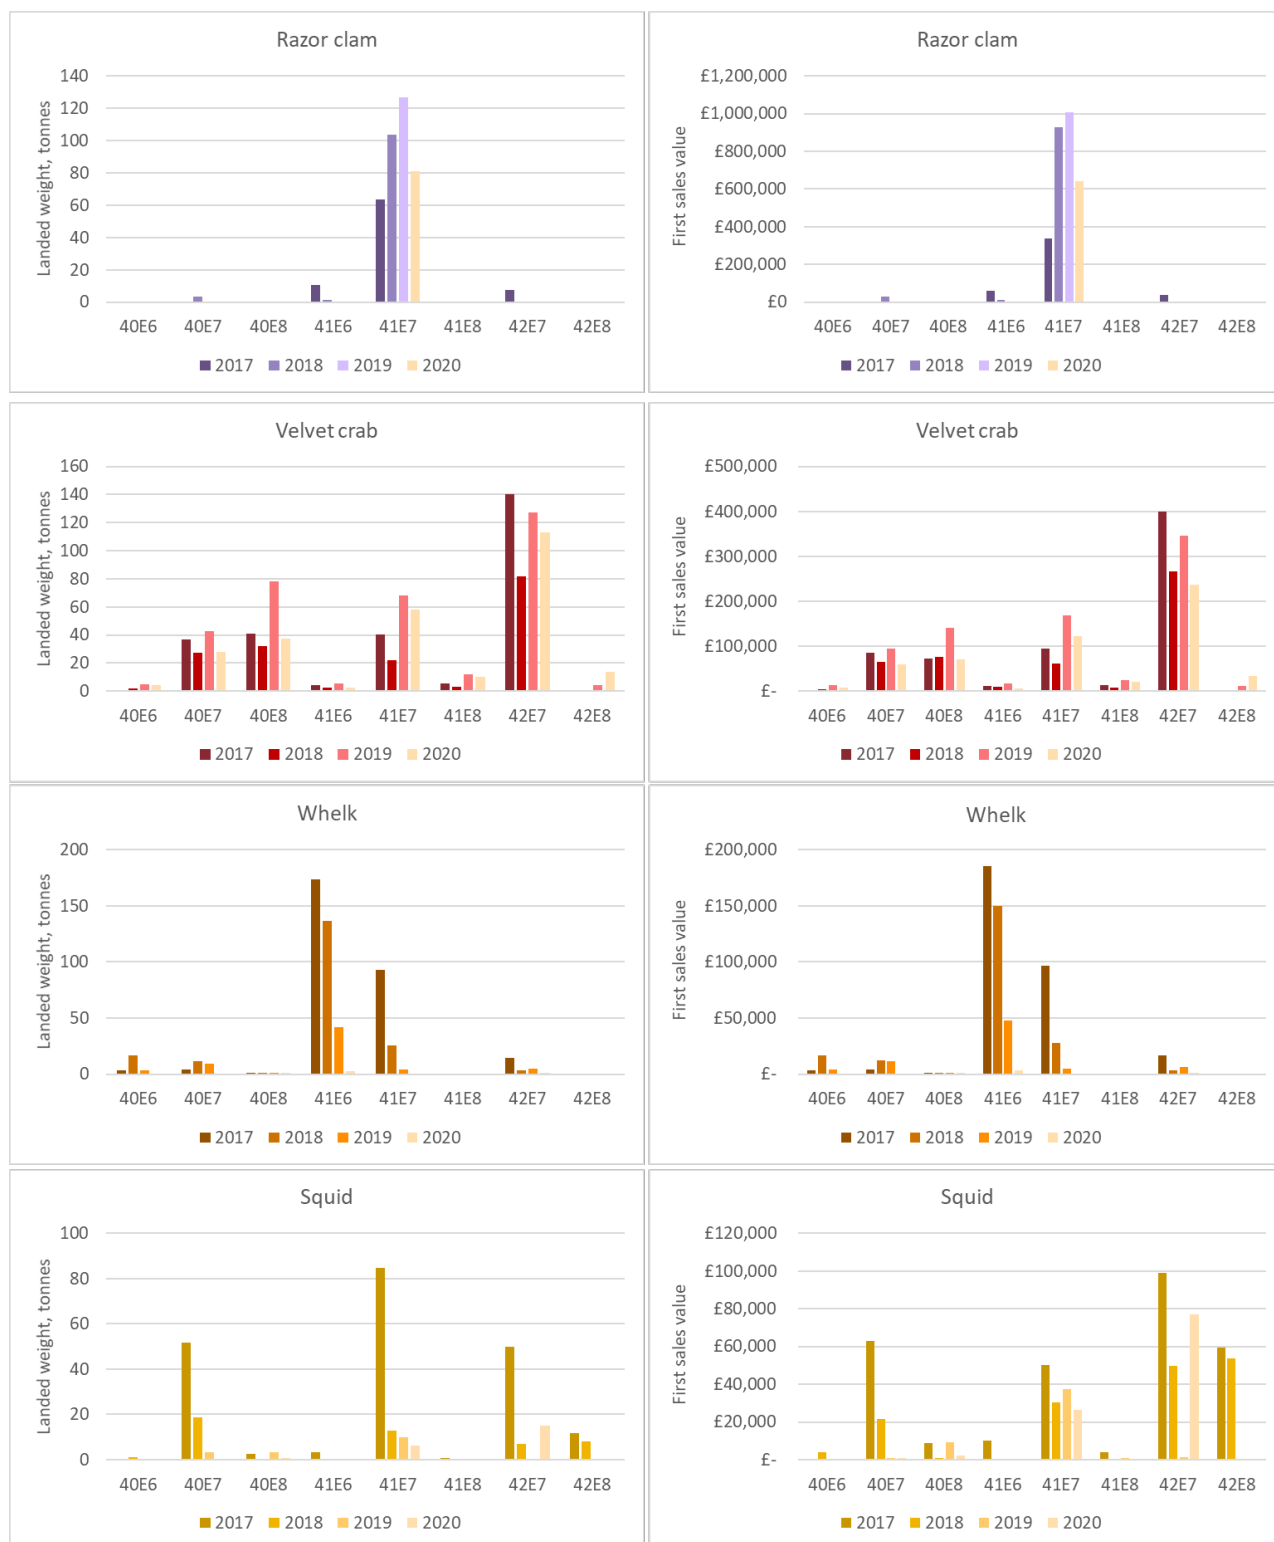 Razor clam
Landed weight, tonnes
140
120
100
80
60
40
20
0
40E6 40E7 40E8 41E6 41E7 41E8 42E7 42E8
2017 2018 2019 2020
Razor clam
First sales value
£1,200,000
£1,000,000
£800,000
£600,000
£400,000
£200,000
£0
40E6 40E7 40E8 41E6 41E7 41E8 42E7 42E8
2017 2018 2019 2020
Velvet crab
Landed weight, tonnes
160
140
120
100
80
60
40
20
0
40E6 40E7 40E8 41E6 41E7 41E8 42E7 42E8
2017 2018 2019 2020
Velvet crab
First sales value
£500,000
£400,000
£300,000
£200,000
£100,000
£-
40E6 40E7 40E8 41E6 41E7 41E8 42E7 42E8
2017 2018 2019 2020
Whelk
Landed weight, tonnes
200
150
100
50
0
40E6 40E7 40E8 41E6 41E7 41E8 42E7 42E8
2017 2018 2019 2020
Whelk
First sales value
£200,000
£150,000
£100,000
£50,000
£-
40E6 40E7 40E8 41E6 41E7 41E8 42E7 42E8
2017 2018 2019 2020
Squid
Landed weight, tonnes
100
80
60
40
20
0
40E6 40E7 40E8 41E6 41E7 41E8 42E7 42E8
2017 2018 2019 2020
Squid
First sales value
£120,000
£100,000
£80,000
£60,000
£40,000
£20,000
£-
40E6 40E7 40E8 41E6 41E7 41E8 42E7 42E8
2017 2018 2019 2020